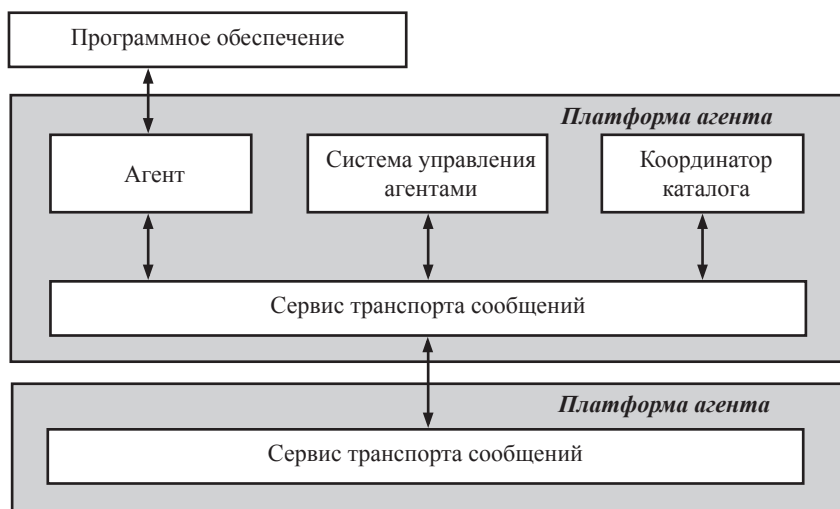 Программное обеспечение
Платформа агента
Агент
Система управления
агентами
Координатор
каталога
Сервис транспорта сообщений
Платформа агента
Сервис транспорта сообщений